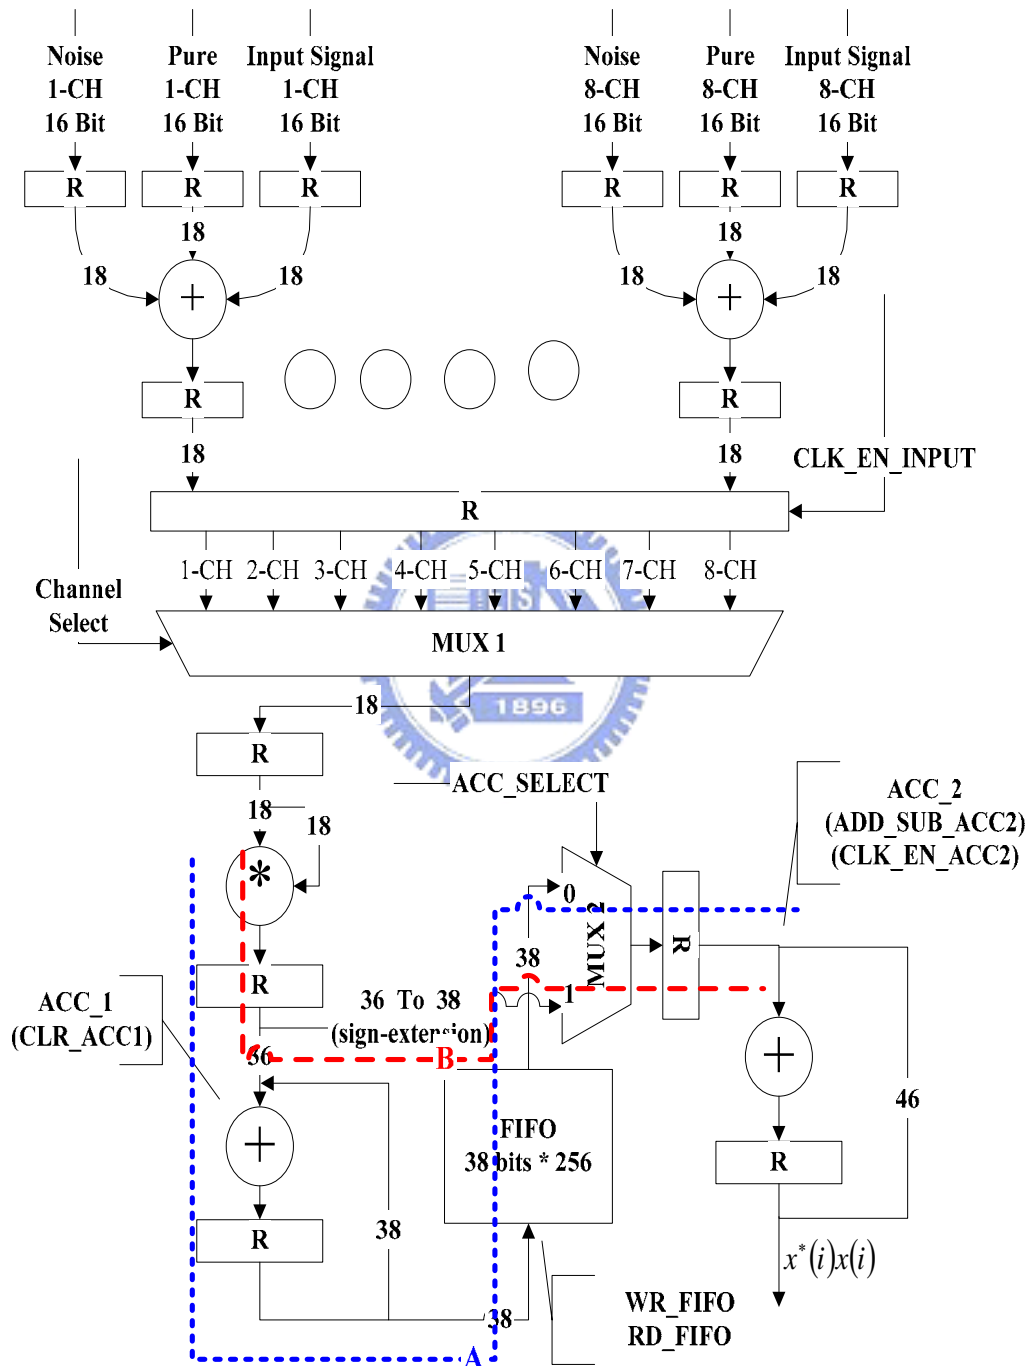 Noise Pure Input Signal Noise Pure Input Signal
1-CH 1-CH 1-CH 8-CH 8-CH 8-CH
16 Bit 16 Bit 16 Bit 16 Bit 16 Bit 16 Bit
R R R R R R
18 18
18 18 18 18
+ +
R R
18 18
CLK_EN_INPUT
R
1-CH 2-CH 3-CH 4-CH 5-CH 6-CH 7-CH 8-CH
Channel
Select
MUX 1
18
1896
R
ACC_SELECT
18
18
ACC_2
(ADD_SUB_ACC2)
(CLK_EN_ACC2)
*
0
MUX 2
R
38
1
R
36 To 38
(sign-extension)
ACC_1
(CLR_ACC1)
36
B
+
+
46
FIFO
38 bits * 256
R
R
38
x*(i)x(i)
38
WR_FIFO
RD_FIFO
A